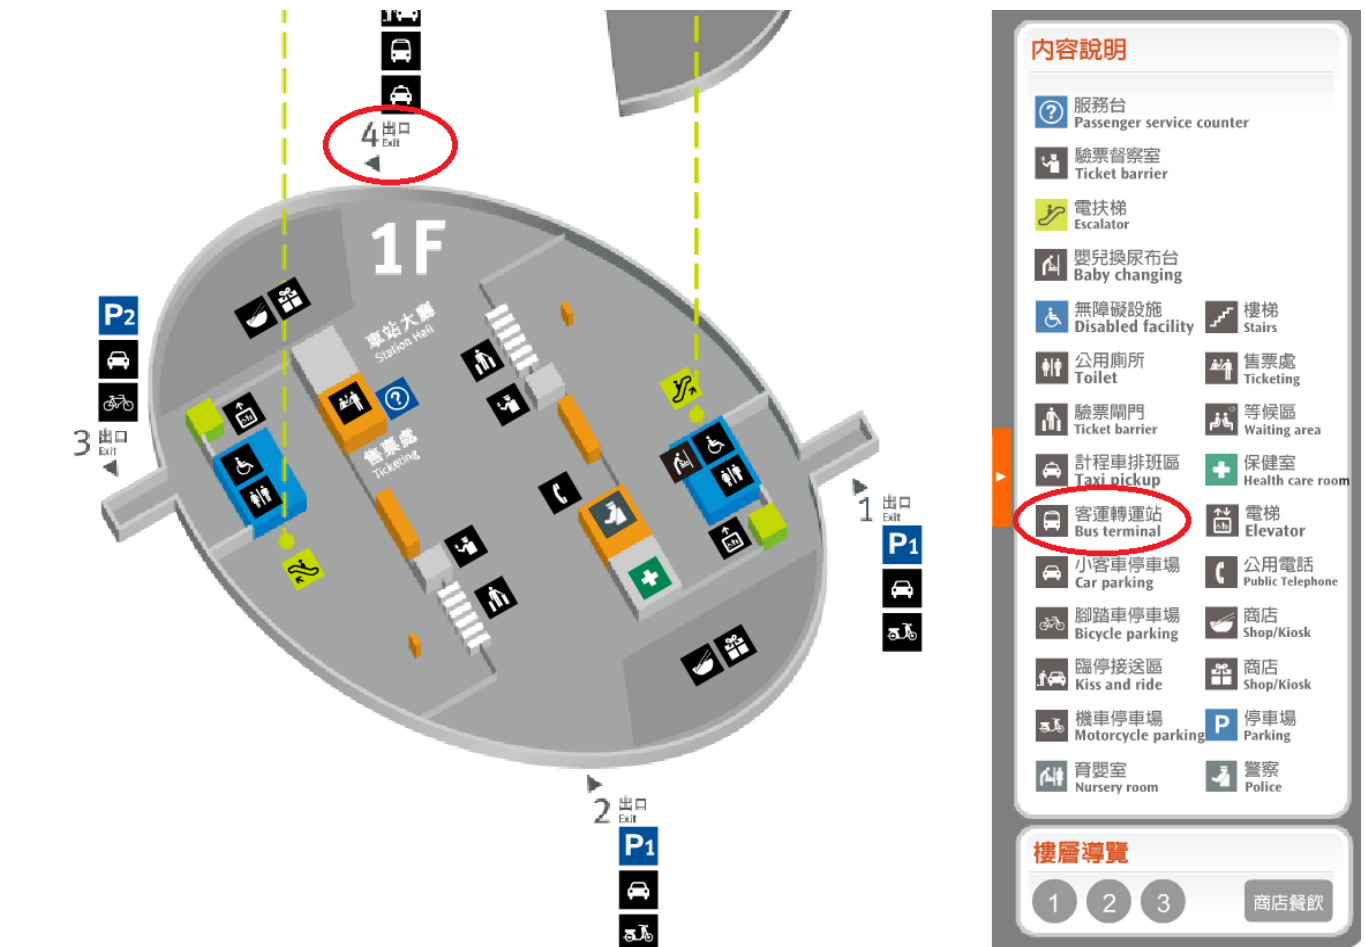 4 出口
Exit
1F
車站大廳
Station Hall
P2
3 出口
Exit
售票處
Ticketing
1 出口
Exit
P1
2 出口
Exit
P1
内容說明
服務台
Passenger service counter
驗票督察室
Ticket barrier
電扶梯
Escalator
嬰兒換尿布台
Baby changing
無障礙設施
Disabled facility
樓梯
Stairs
公用廁所
Toilet
售票處
Ticketing
驗票閘門
Ticket barrier
等候區
Waiting area
計程車排班區
Taxi pickup
保健室
Health care room
客運轉運站
Bus terminal
電梯
Elevator
小客車停車場
Car parking
公用電話
Public Telephone
腳踏車停車場
Bicycle parking
商店
Shop/Kiosk
臨停接送區
Kiss and ride
商店
Shop/Kiosk
機車停車場
Motorcycle parking
P 停車場
Parking
育嬰室
Nursery room
警察
Police
樓層導覽
1 2 3 商店餐飲